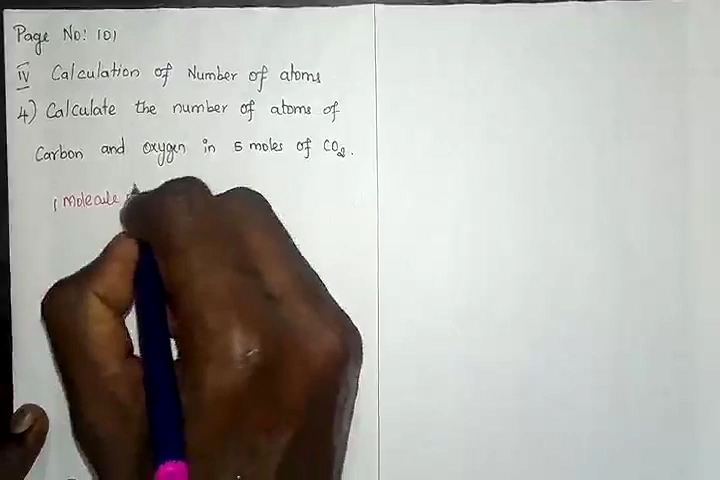 Page No: 101
IV Calculation of Number of atoms
4) Calculate the number of atoms of
Carbon and Oxygen in 5 moles of CO₂.
1 Molecule